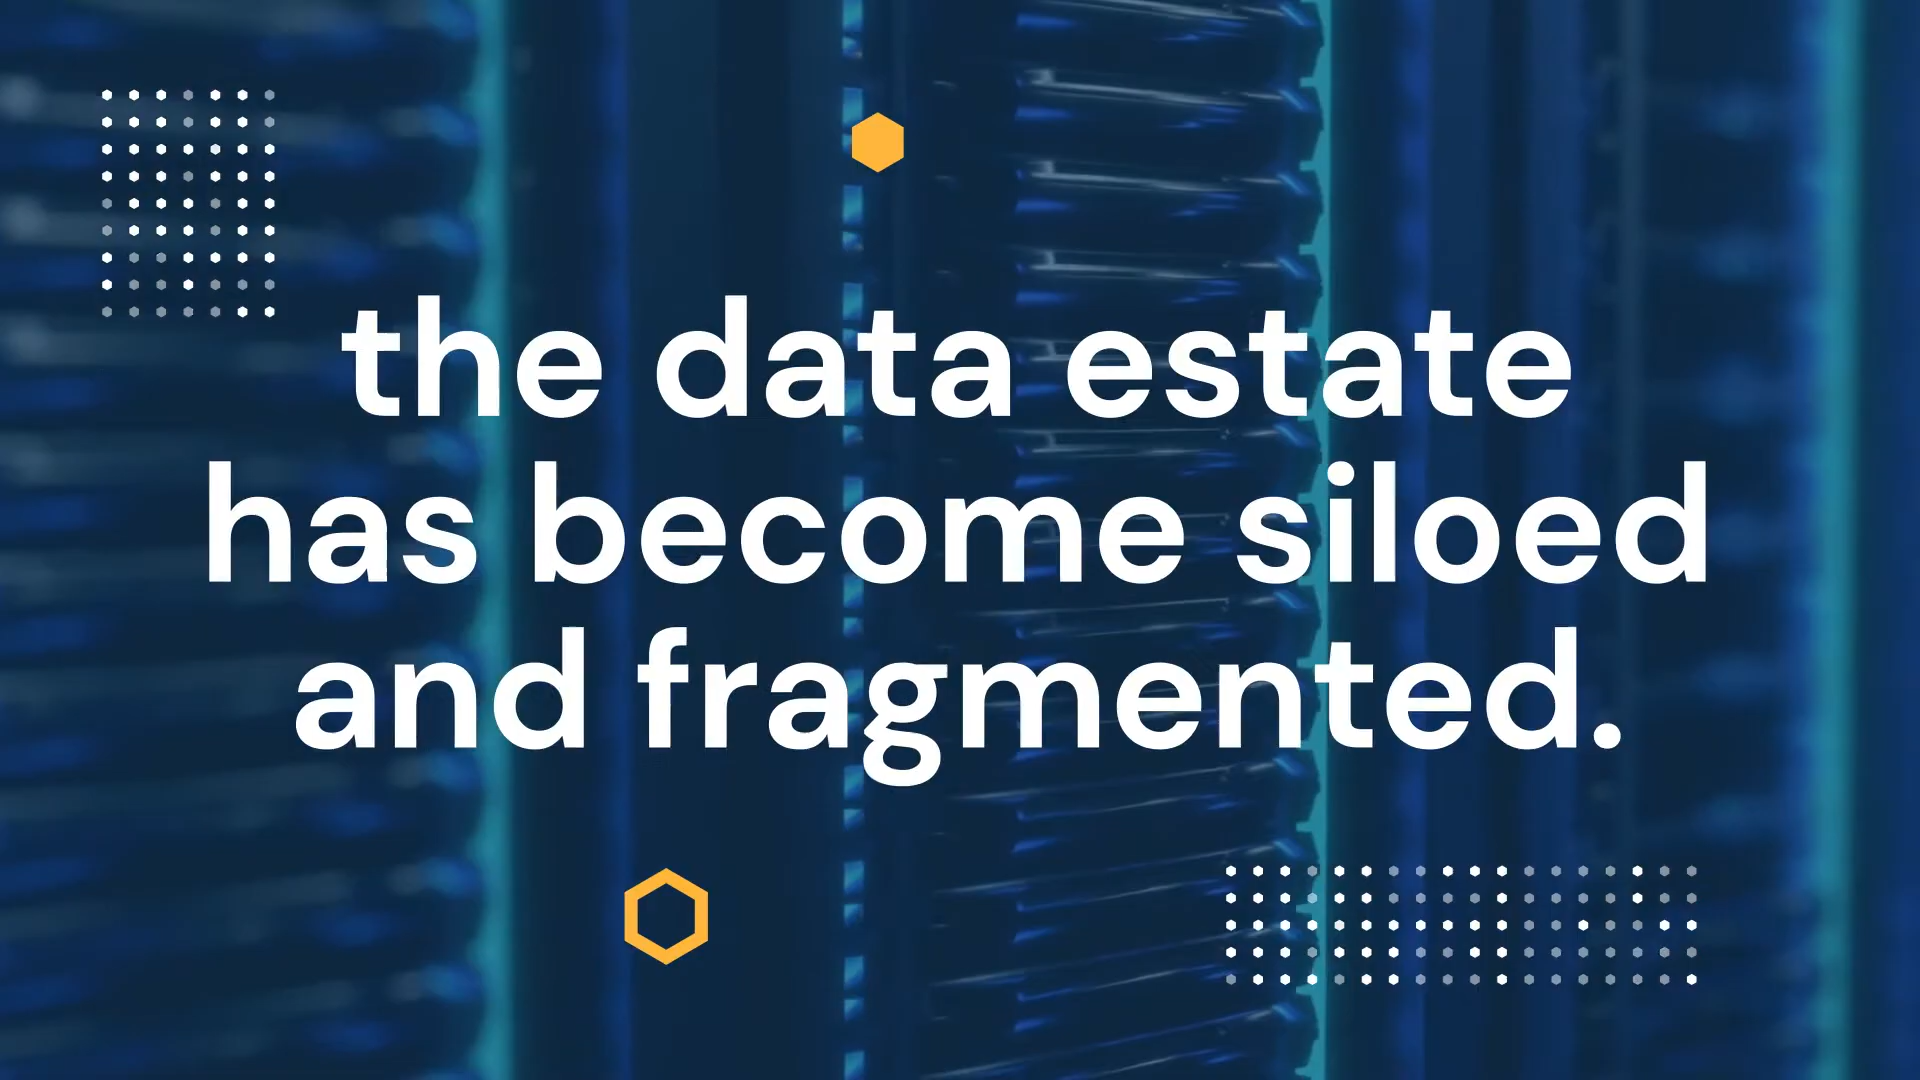 the data estate
has become siloed
and fragmented.